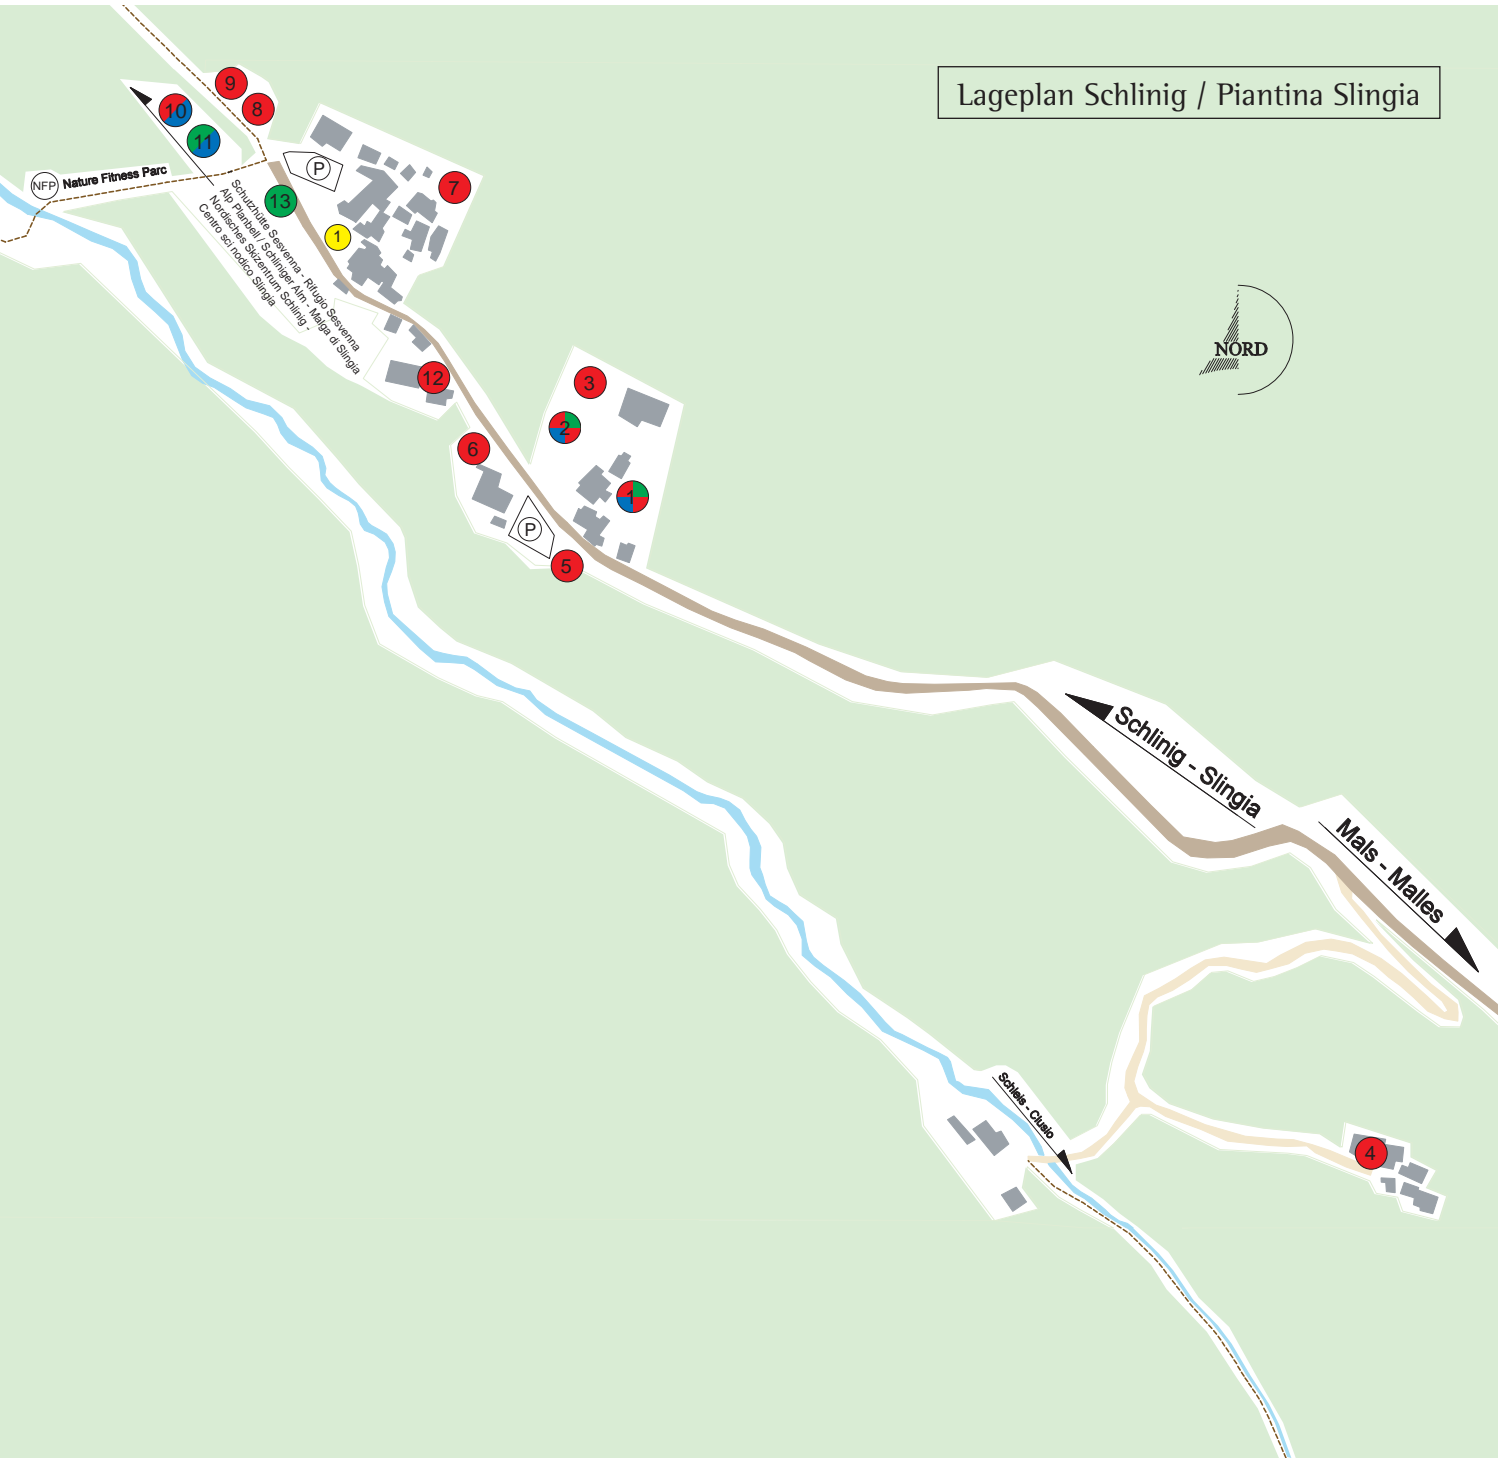 Lageplan Schlinig / Piantina Slingia
9
8
10
11
P
NFP
Nature Fitness Parc
7
13
1
Schutzhütte Sesvenna - Rifugio Sesvenna
Alp Planbell / Schliniger Alm - Malga di Slingia
Nordisches Skizentrum Schlinig -
Centro sci nodico Slingia
NORD
12
3
2
6
1
P
5
Schlinig - Slingia
Mals - Malles
Schleis - Clusio
4